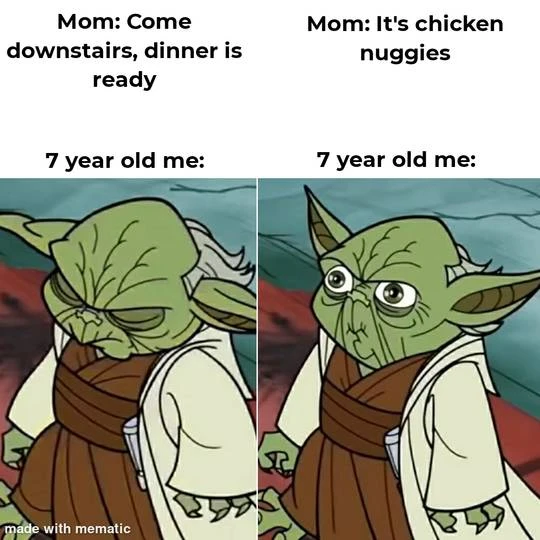 Mom: Come
downstairs, dinner is
ready
7 year old me:
Mom: It's chicken
nuggies
7 year old me:
made with mematic